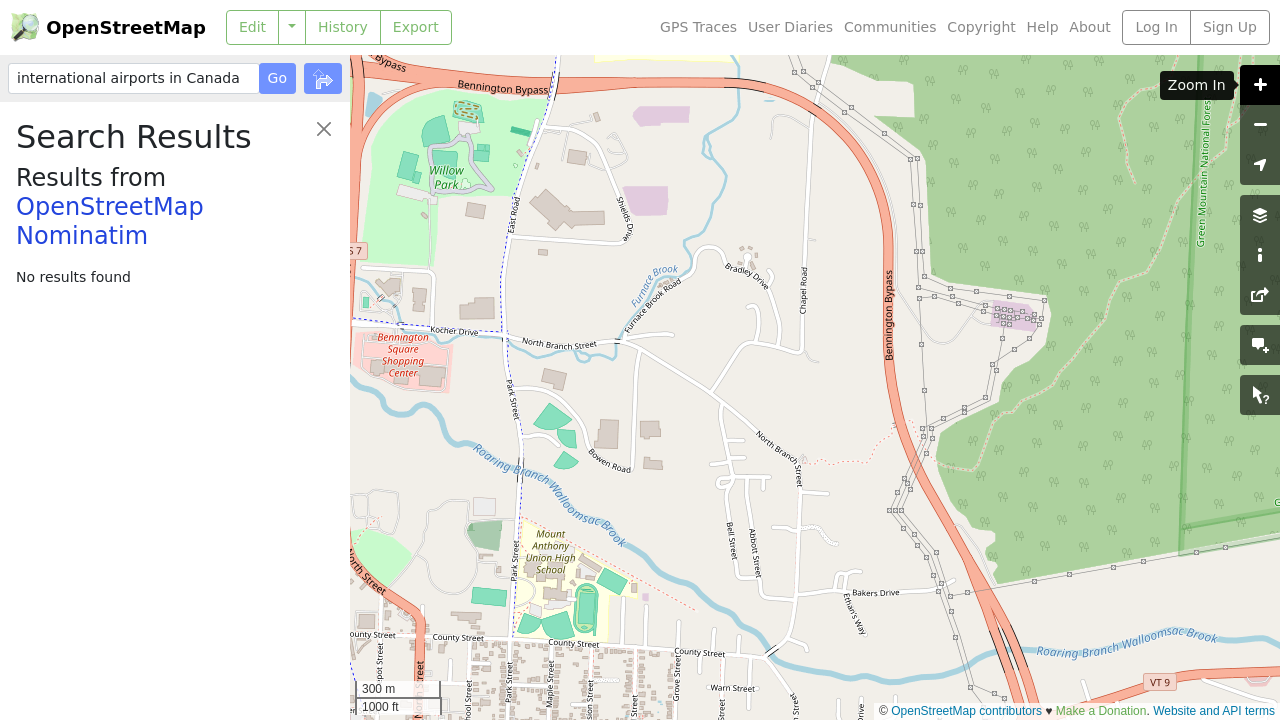 OpenStreetMap
Edit
History
Export
GPS Traces
User Diaries
Communities
Copyright
Help
About
Log In
Sign Up
international airports in Canada
Go
Search Results
Results from
OpenStreetMap
Nominatim
No results found
Zoom In
Bypass
Bennington Bypass
Willow
Park
East Road
Shields Drive
Green Mountain National Forest
S 7
Furnace Brook
Furnace Brook Road
Bradley Drive
Chapel Road
Bennington Bypass
Kocher Drive
North Branch Street
Bennington
Square
Shopping
Center
Park Street
Bowen Road
North Branch Street
Roaring Branch Walloomsac Brook
Mount
Anthony
Union High
School
Park Street
North Street
Bell Street
Abbott Street
Bakers Drive
Ethan's Way
County Street
County Street
County Street
County Street
Roaring Branch Walloomsac Brook
VT 9
Warn Street
Grove Street
Main Street
North Street
300 m
1000 ft
© OpenStreetMap contributors ♥ Make a Donation. Website and API terms